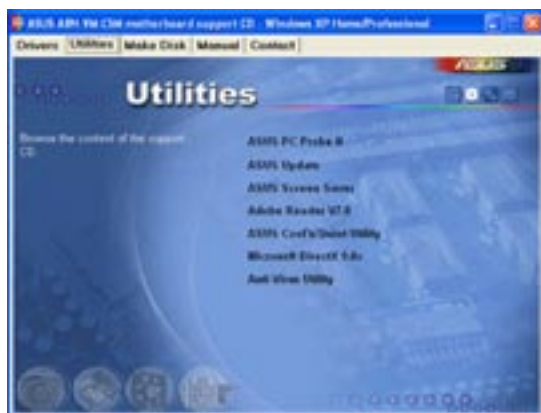 ASUS A8N-VM CSM motherboard support CD - Windows XP Home/Professional
Drivers Utilities Make Disk Manual Contact
ASUS
Utilities
Browse the content of the support CD.
ASUS PC Probe II
ASUS Update
ASUS Screen Saver
Adobe Reader V7.0
ASUS Cool'n'Quiet Utility
Microsoft DirectX 9.0c
Anti-Virus Utility